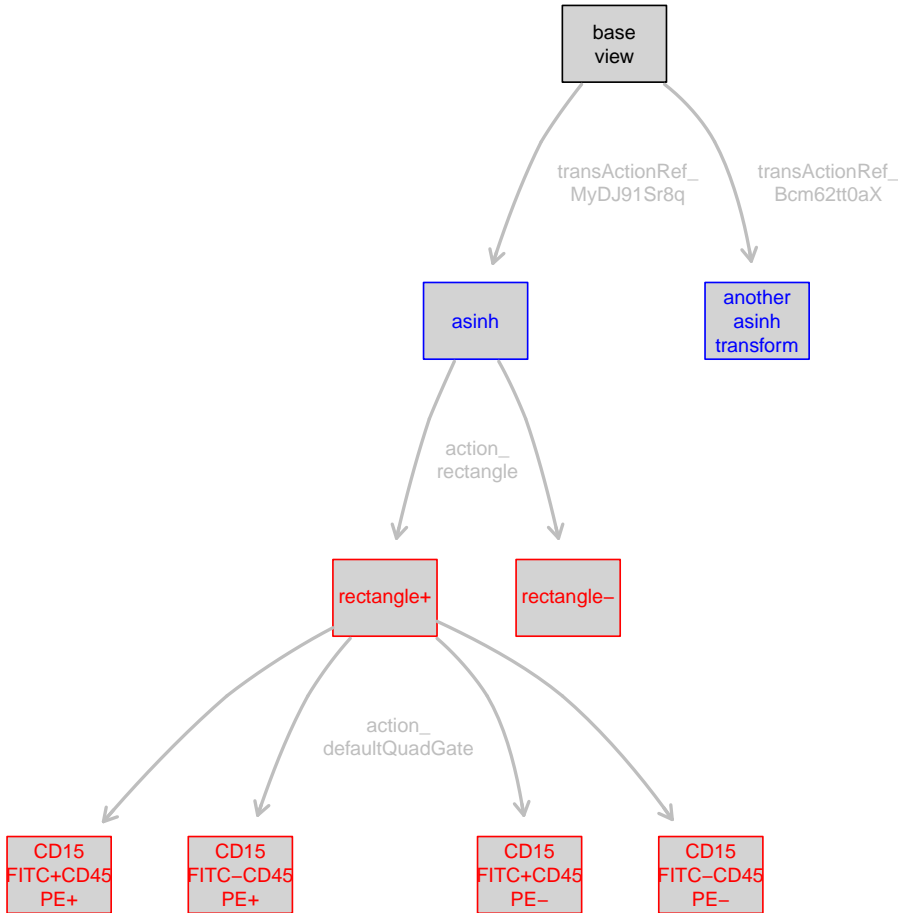 base
view
transActionRef_
MyDJ91Sr8q
transActionRef_
Bcm62tt0aX
asinh
another
asinh
transform
action_
rectangle
rectangle+
rectangle−
action_
defaultQuadGate
CD15
FITC+CD45
PE+
CD15
FITC−CD45
PE+
CD15
FITC+CD45
PE−
CD15
FITC−CD45
PE−